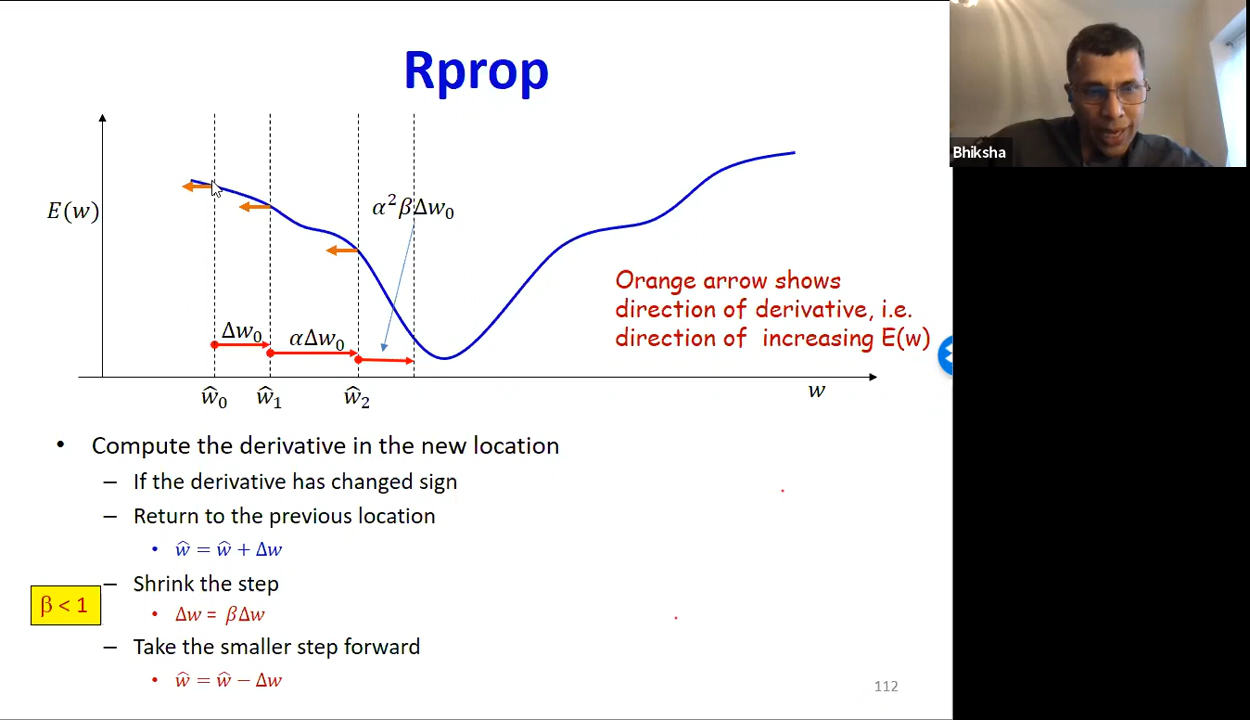 Rprop
Bhiksha
E(w)
α²βΔw₀
Orange arrow shows
direction of derivative, i.e.
direction of increasing E(w)
Δw₀
αΔw₀
ŵ₀
ŵ₁
ŵ₂
w
• Compute the derivative in the new location
– If the derivative has changed sign
– Return to the previous location
• ŵ = ŵ + Δw
– Shrink the step
β < 1
• Δw = βΔw
– Take the smaller step forward
• ŵ = ŵ − Δw
112